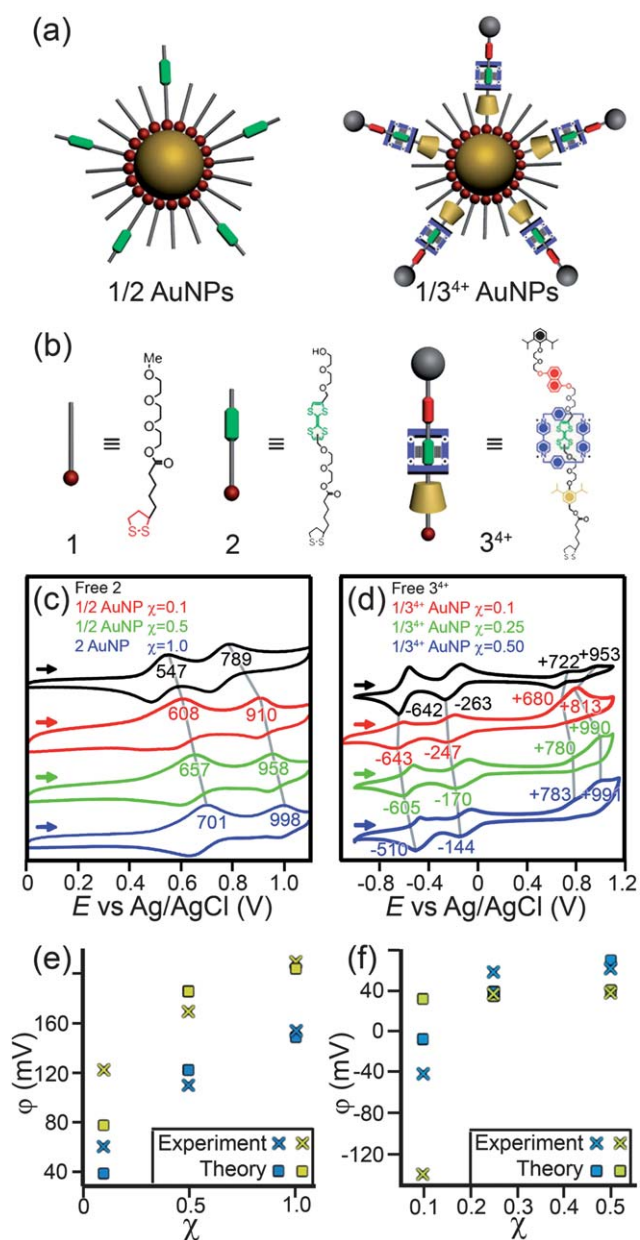 (a)
1/2 AuNPs 1/3⁴⁺ AuNPs
(b)
Me
O
O
O
O
O
O
S-S
1
≡
2
≡
HO
O
O
S S
S S
O
O
O
O
S-S
3⁴⁺
≡
(c)
Free 2
1/2 AuNP χ=0.1
1/2 AuNP χ=0.5
2 AuNP χ=1.0
547 789
608 910
657 958
701 998
0 0.4 0.8 1.0
E vs Ag/AgCl (V)
(d)
Free 3⁴⁺
1/3⁴⁺ AuNP χ=0.1
1/3⁴⁺ AuNP χ=0.25
1/3⁴⁺ AuNP χ=0.50
-642 -263 +722 +953
-643 -247 +680 +813
-605 -170 +780 +990
-510 -144 +783 +991
-0.8 -0.4 0 0.4 0.8 1.2
E vs Ag/AgCl (V)
(e)
φ (mV)
160
120
80
40
Experiment
Theory
0.5 1.0
χ
(f)
φ (mV)
80
40
0
-40
-80
-120
Experiment
Theory
0.1 0.2 0.3 0.4 0.5
χ